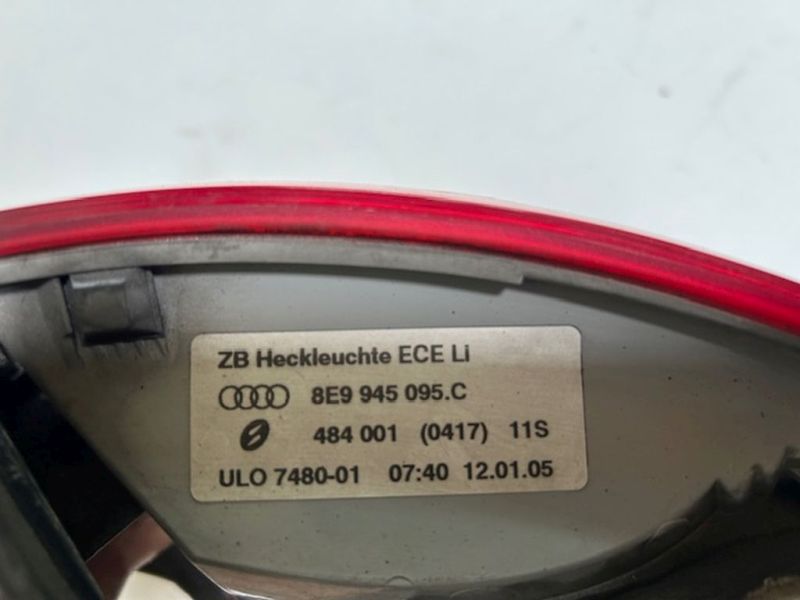 ZB Heckleuchte ECE Li
8E9 945 095.C
484 001 (0417) 11S
ULO 7480-01 07:40 12.01.05